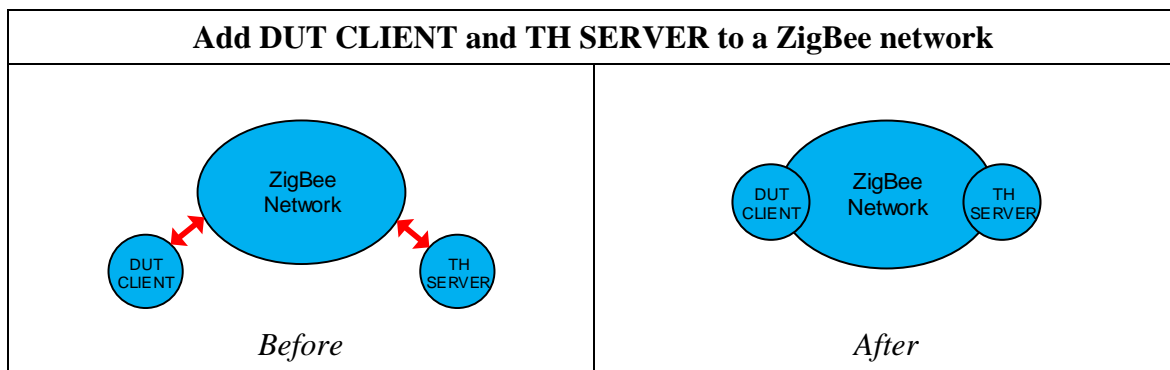 Add DUT CLIENT and TH SERVER to a ZigBee network
ZigBee
Network
DUT
CLIENT
TH
SERVER
Before
DUT
CLIENT
ZigBee
Network
TH
SERVER
After